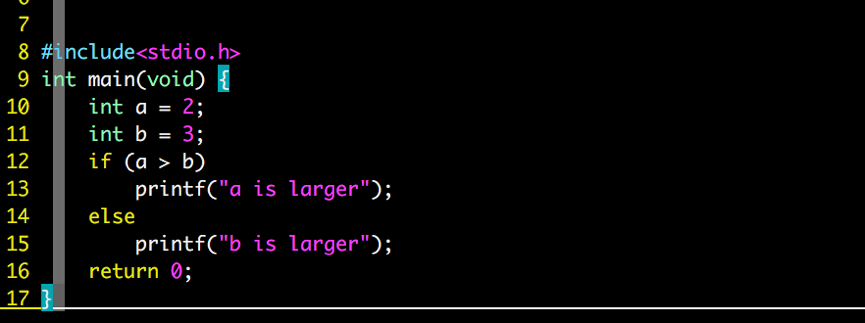 7
8 #include<stdio.h>
9 int main(void) {
10     int a = 2;
11     int b = 3;
12     if (a > b)
13         printf("a is larger");
14     else
15         printf("b is larger");
16     return 0;
17 }